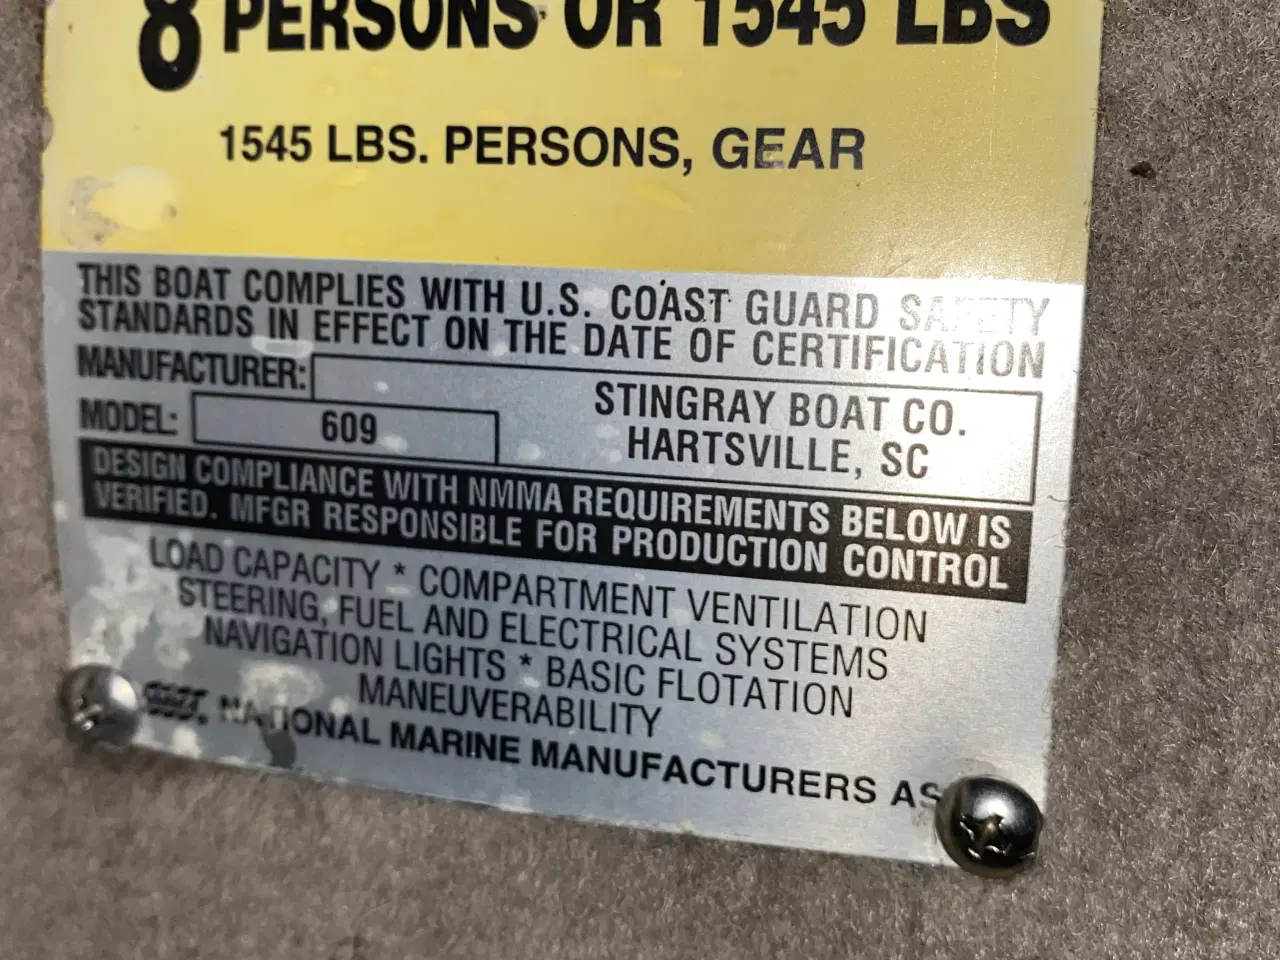 8 PERSONS OR 1545 LBS
1545 LBS. PERSONS, GEAR
THIS BOAT COMPLIES WITH U.S. COAST GUARD SAFETY
STANDARDS IN EFFECT ON THE DATE OF CERTIFICATION
MANUFACTURER:
STINGRAY BOAT CO.
HARTSVILLE, SC
MODEL: 609
DESIGN COMPLIANCE WITH NMMA REQUIREMENTS BELOW IS
VERIFIED. MFGR RESPONSIBLE FOR PRODUCTION CONTROL
LOAD CAPACITY * COMPARTMENT VENTILATION
STEERING, FUEL AND ELECTRICAL SYSTEMS
NAVIGATION LIGHTS * BASIC FLOTATION
MANEUVERABILITY
NATIONAL MARINE MANUFACTURERS AS